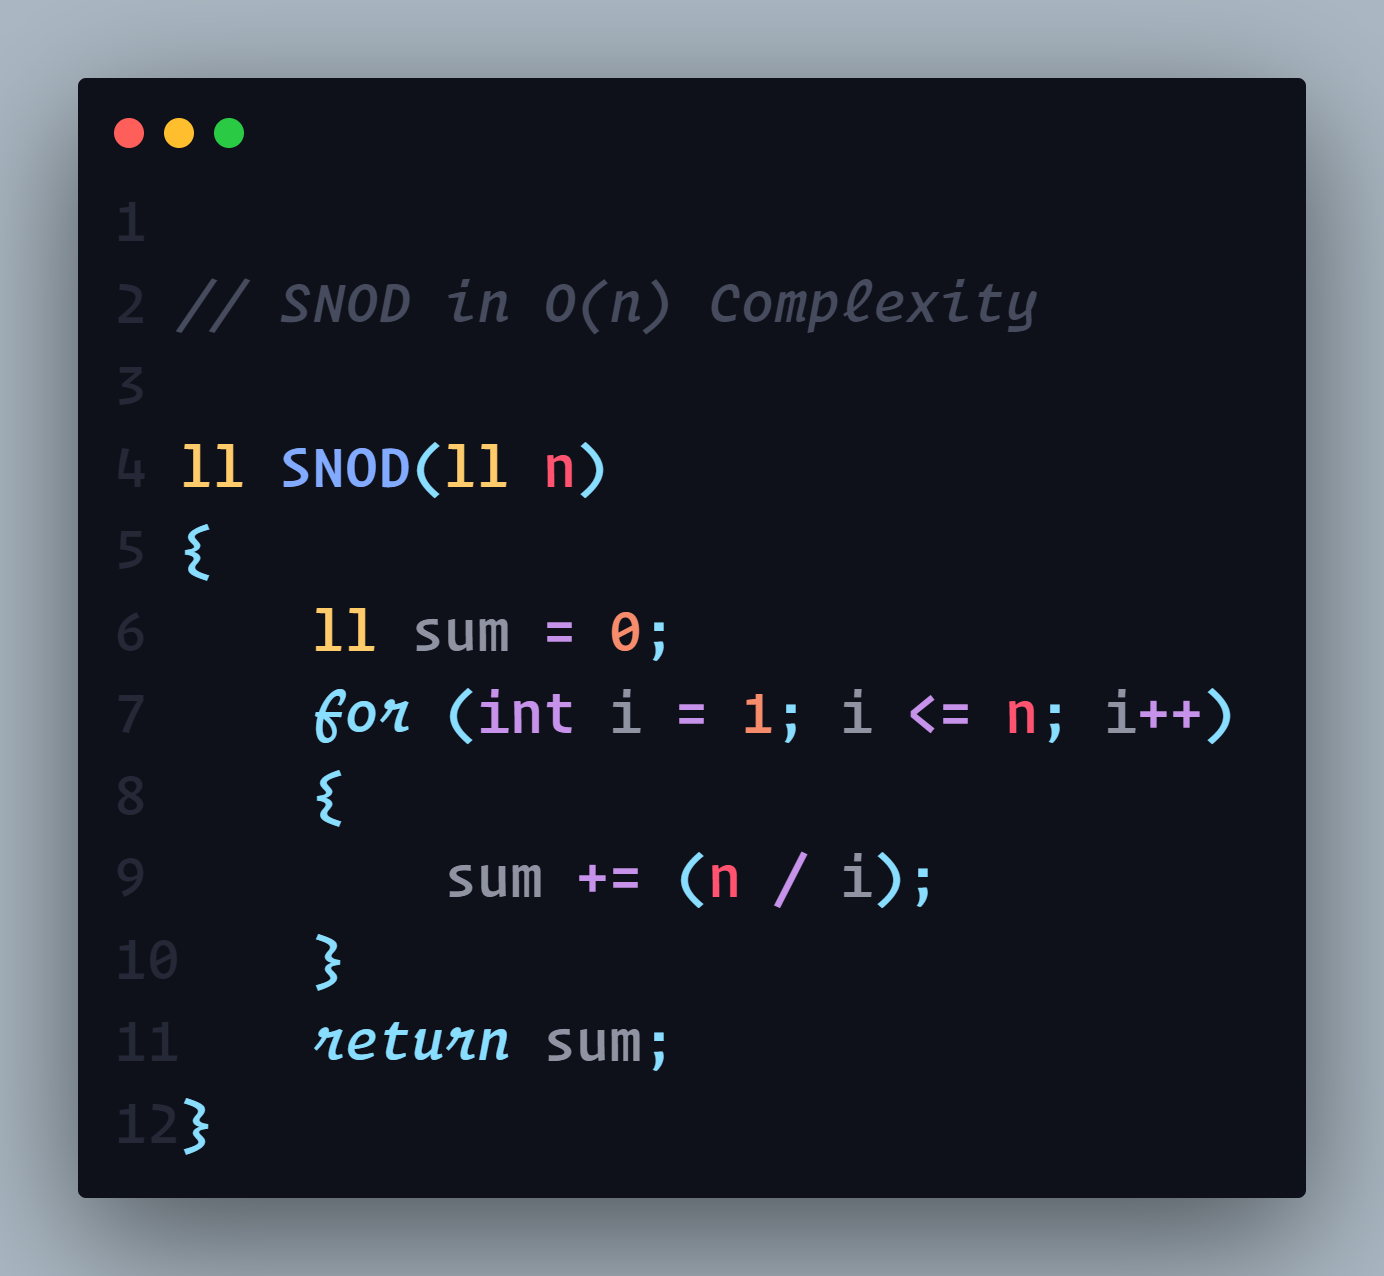 1
2 // SNOD in O(n) Complexity
3
4 ll SNOD(ll n)
5 {
6     ll sum = 0;
7     for (int i = 1; i <= n; i++)
8     {
9         sum += (n / i);
10    }
11    return sum;
12}